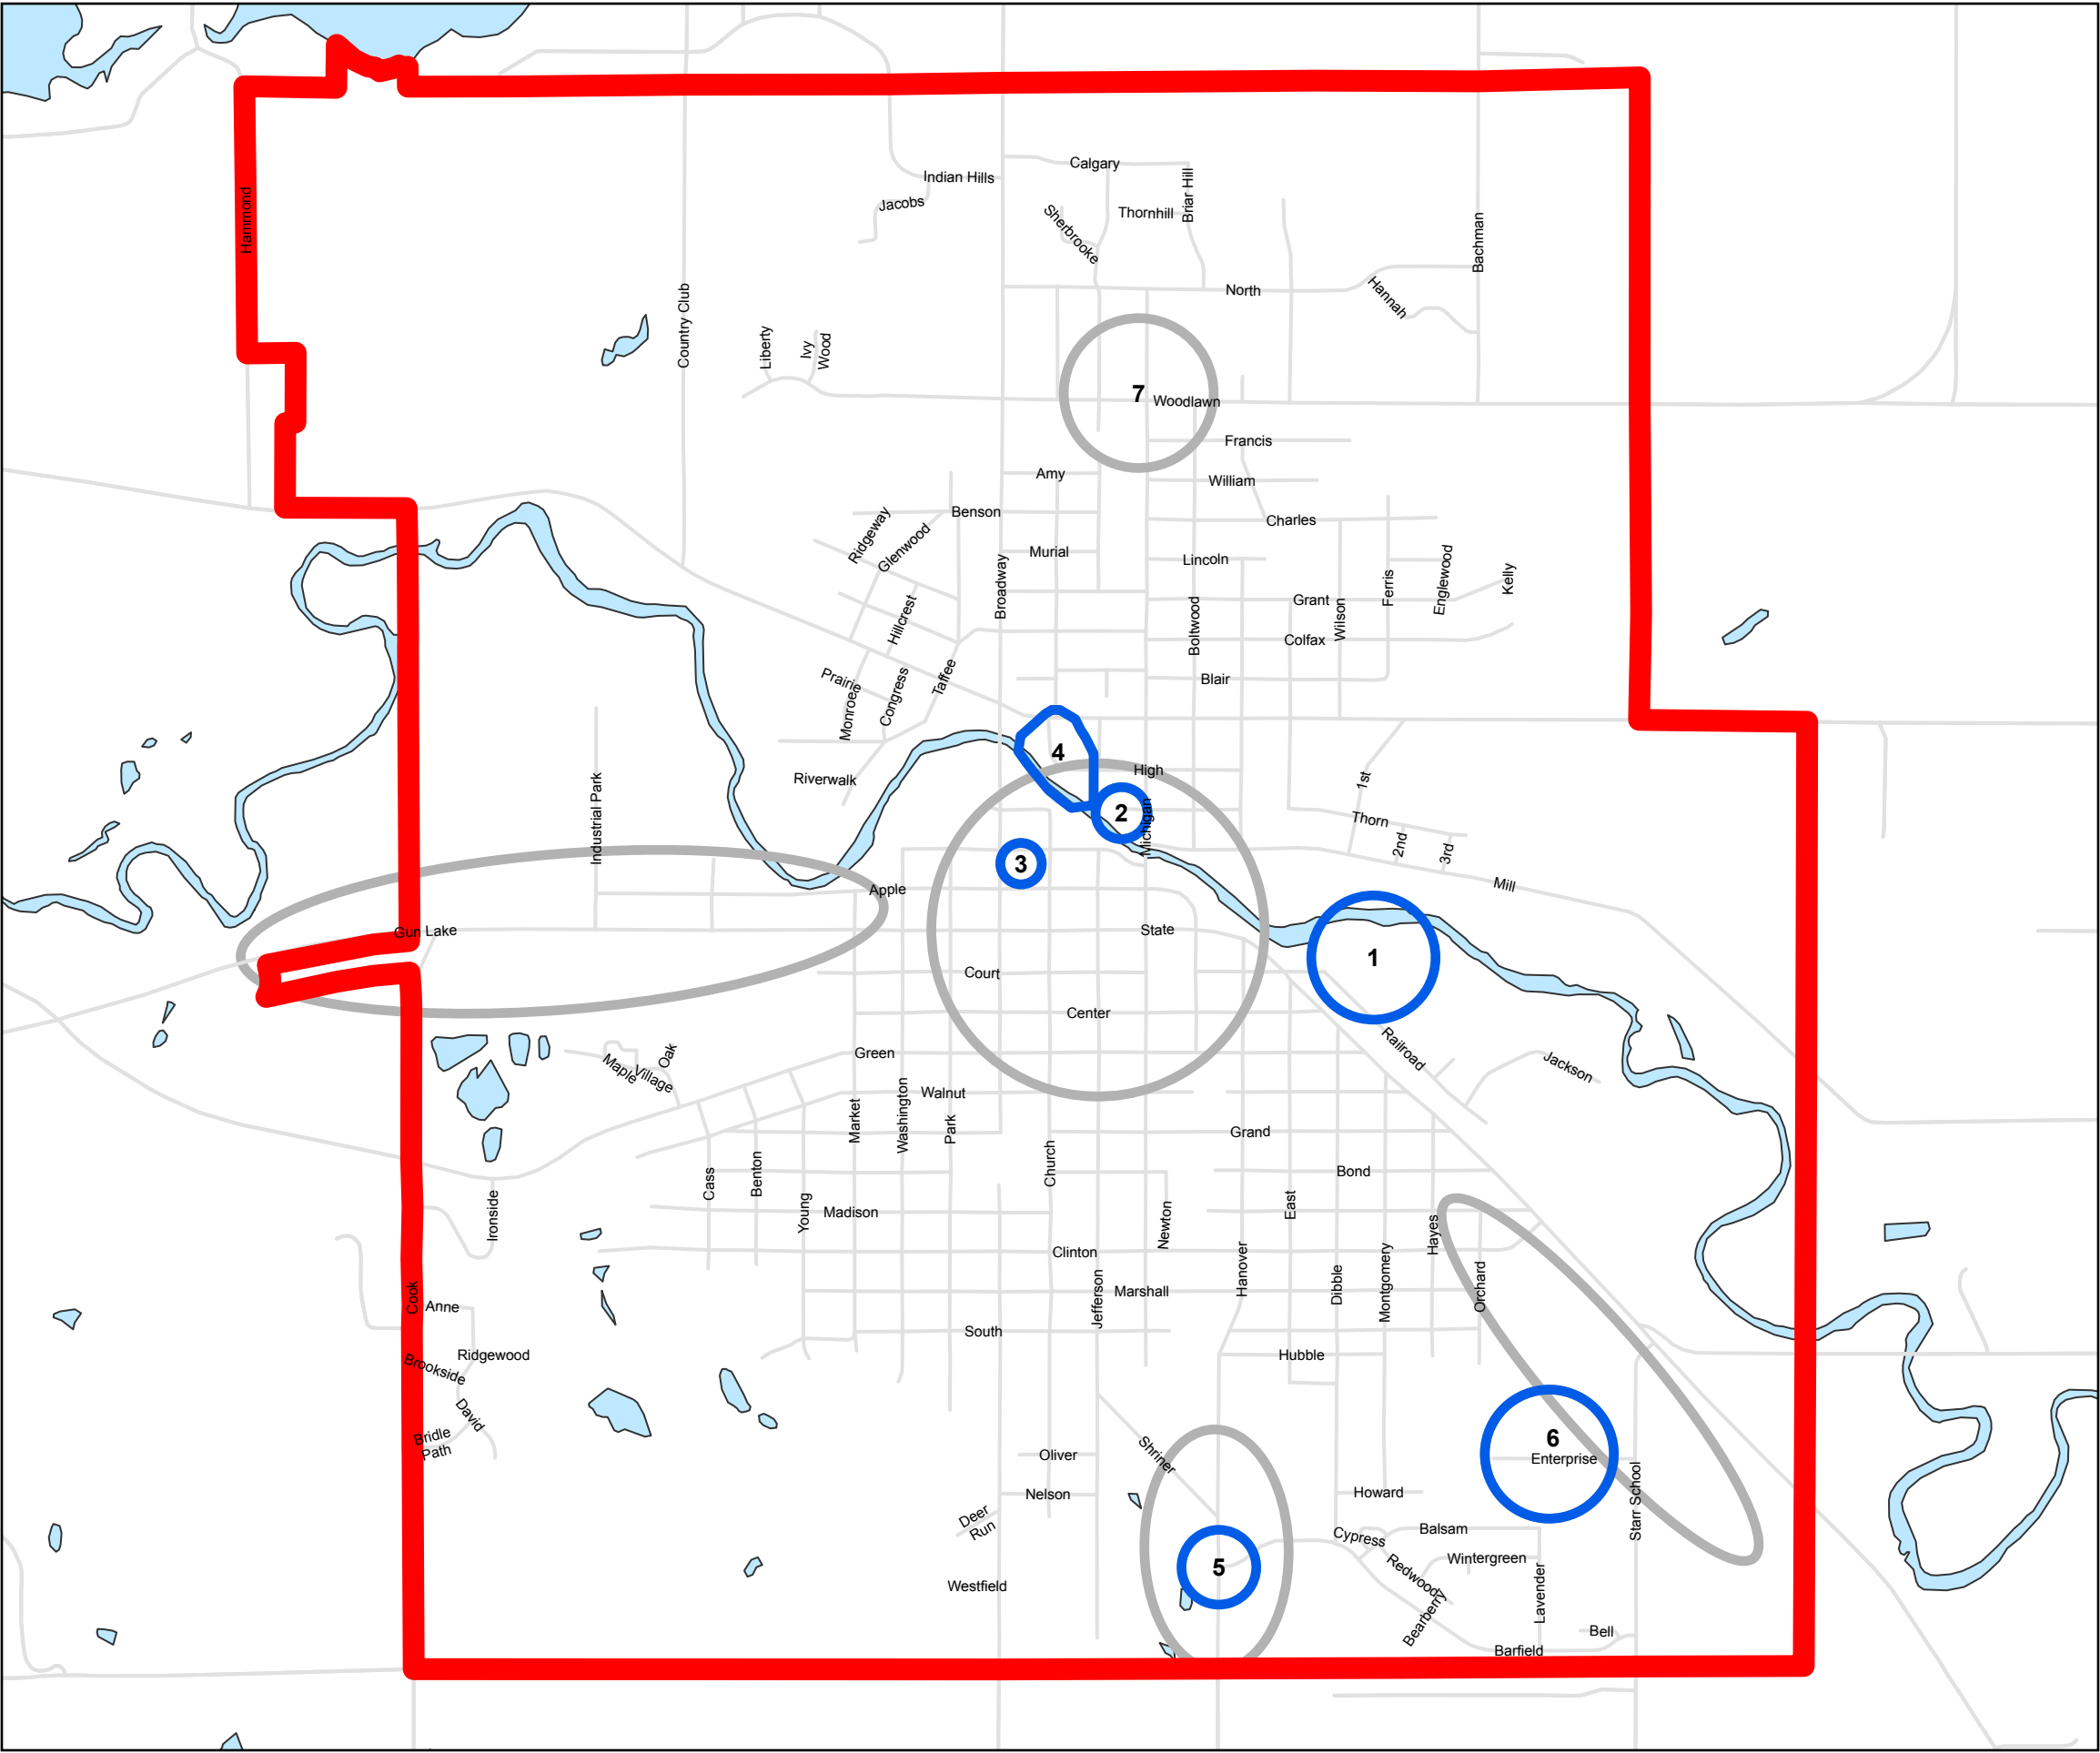 Calgary
Indian Hills
Briar Hill
Hammond
Jacobs
Thornhill
Sherbrooke
Bachman
North
Hannah
Country Club
Liberty
Ivy
Wood
7
Woodlawn
Francis
Amy
William
Benson
Charles
Ridgeway
Glenwood
Murial
Lincoln
Broadway
Ferris
Englewood
Kelly
Grant
Wilson
Hillcrest
Boltwood
Colfax
Prairie
Congress
Taffee
Blair
Monroe
4
High
Riverwalk
1st
Industrial Park
2
Michigan
Thorn
2nd
3rd
3
Mill
Apple
Gun Lake
State
1
Court
Center
Railroad
Green
Oak
Maple
Village
Jackson
Walnut
Market
Washington
Park
Grand
Church
Cass
Benton
Bond
Ironside
Young
Madison
Newton
East
Hayes
Clinton
Hanover
Dibble
Montgomery
Orchard
Cook
Anne
Jefferson
Marshall
South
Ridgewood
Brookside
Hubble
David
Bridle
Path
Oliver
Shriner
6
Enterprise
Nelson
Howard
Starr School
Deer
Run
Cypress
Balsam
5
Wintergreen
Redwood
Westfield
Bearberry
Lavender
Bell
Barfield